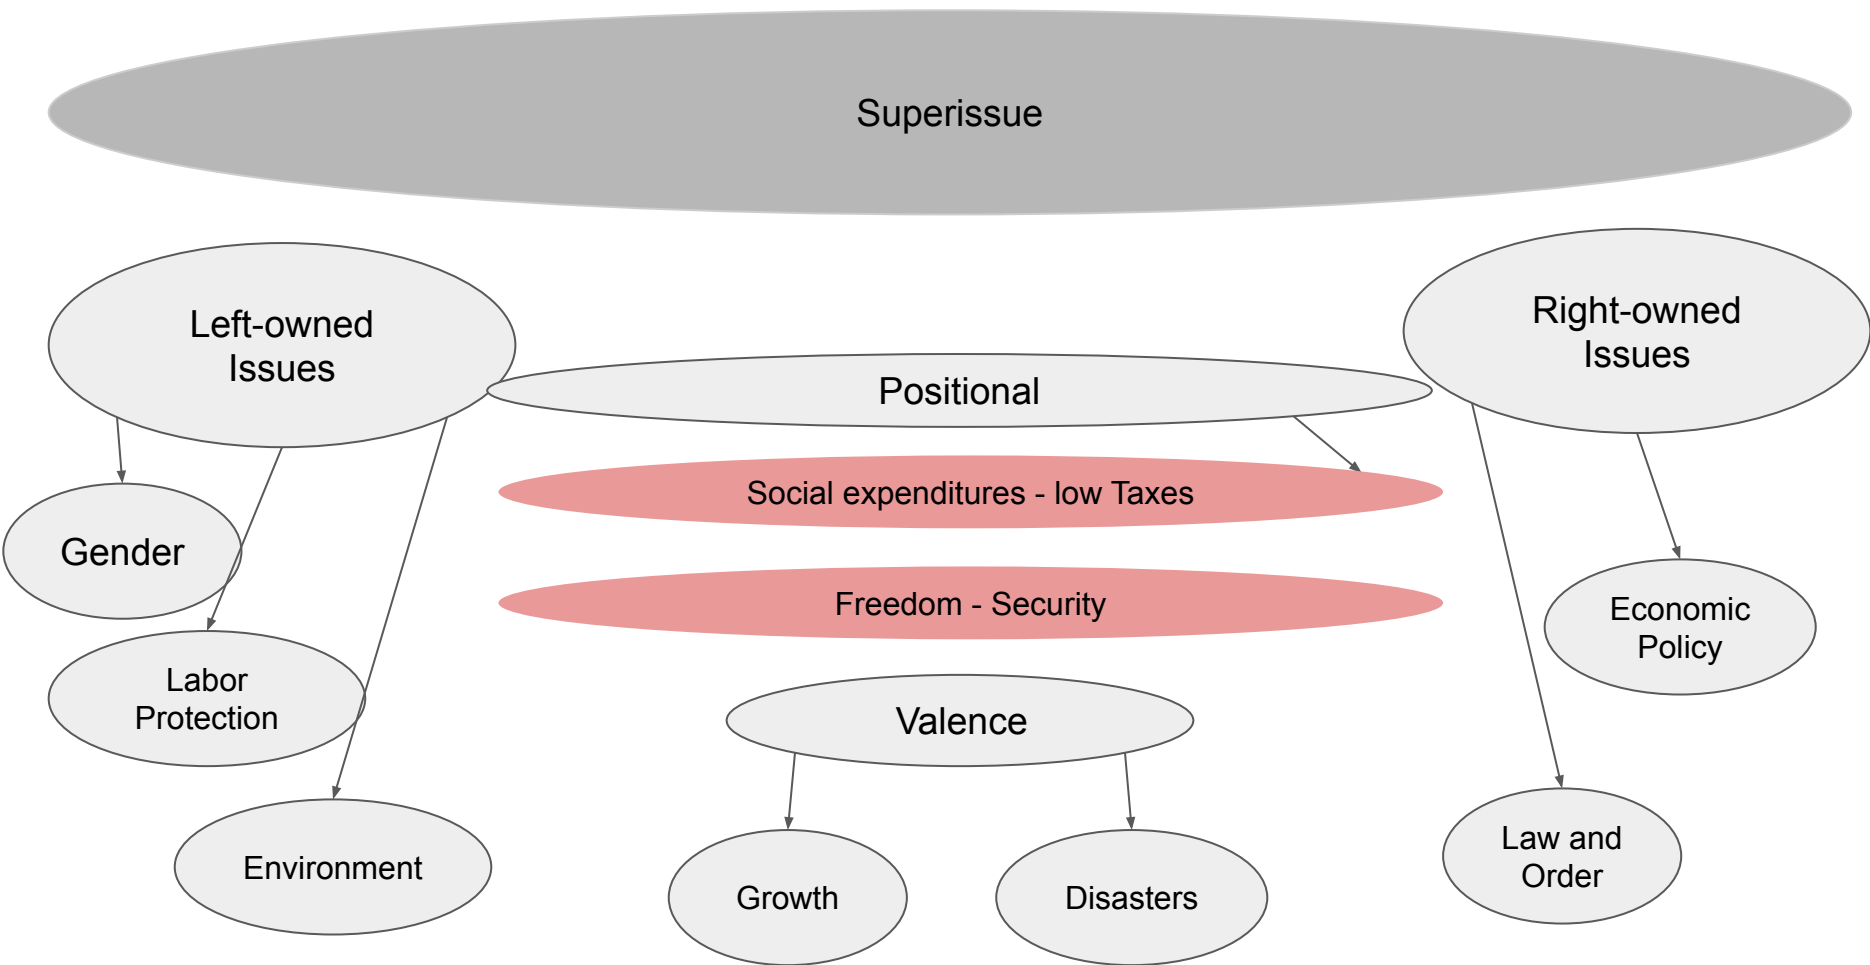 Superissue
Left-owned
Issues
Right-owned
Issues
Positional
Social expenditures - low Taxes
Gender
Freedom - Security
Economic
Policy
Labor
Protection
Valence
Environment
Growth
Disasters
Law and
Order